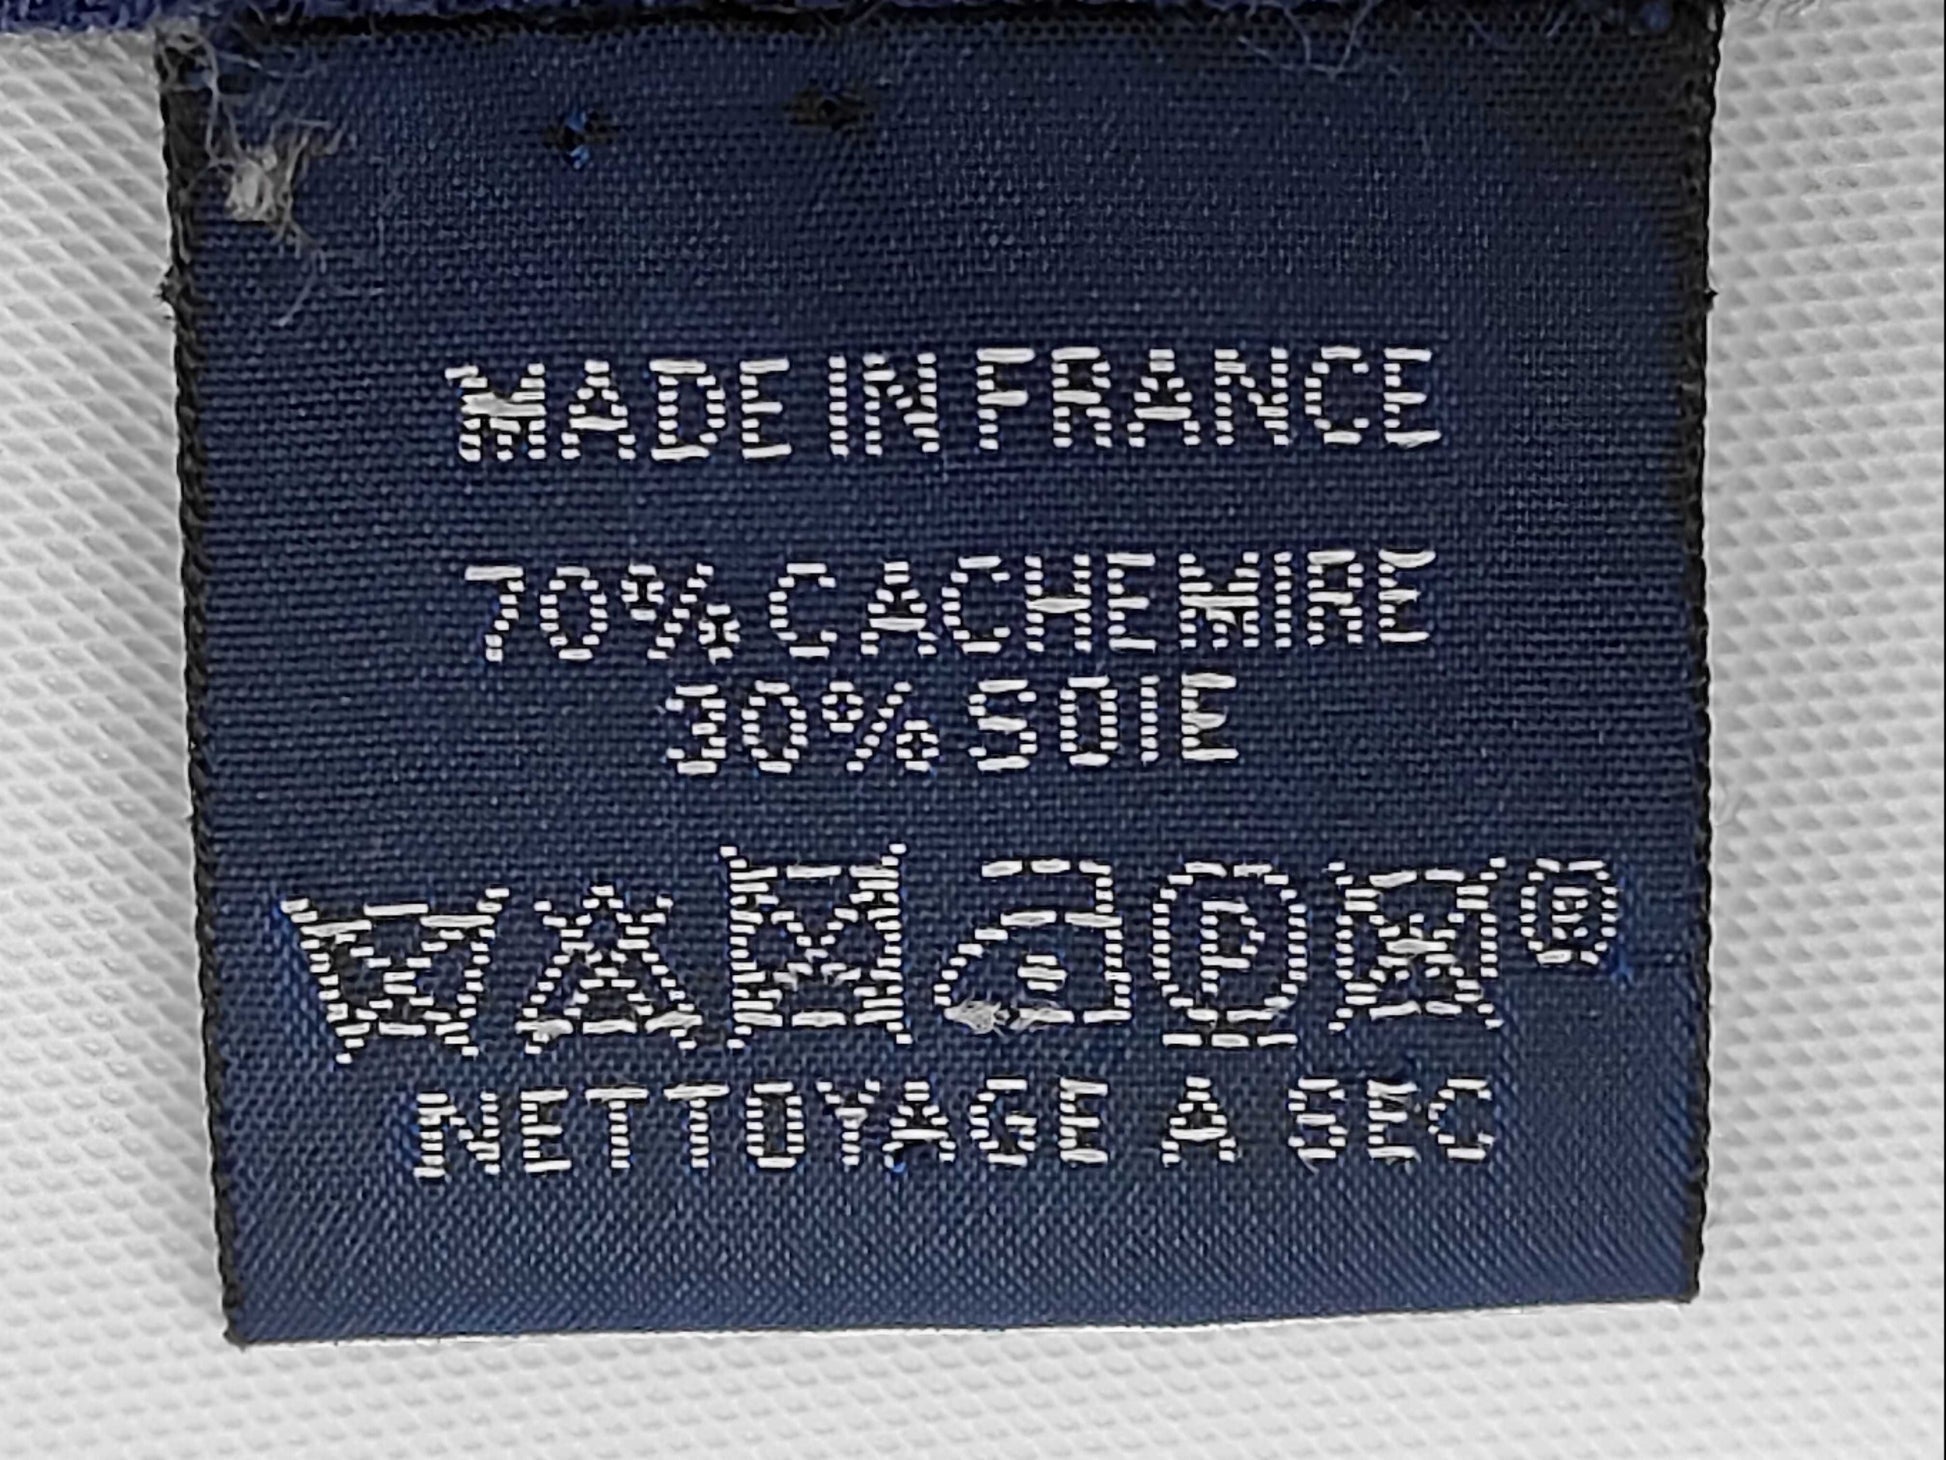 MADE IN FRANCE
70% CACHEMIRE
30% SOIE
P ®
NETTOYAGE A SEC